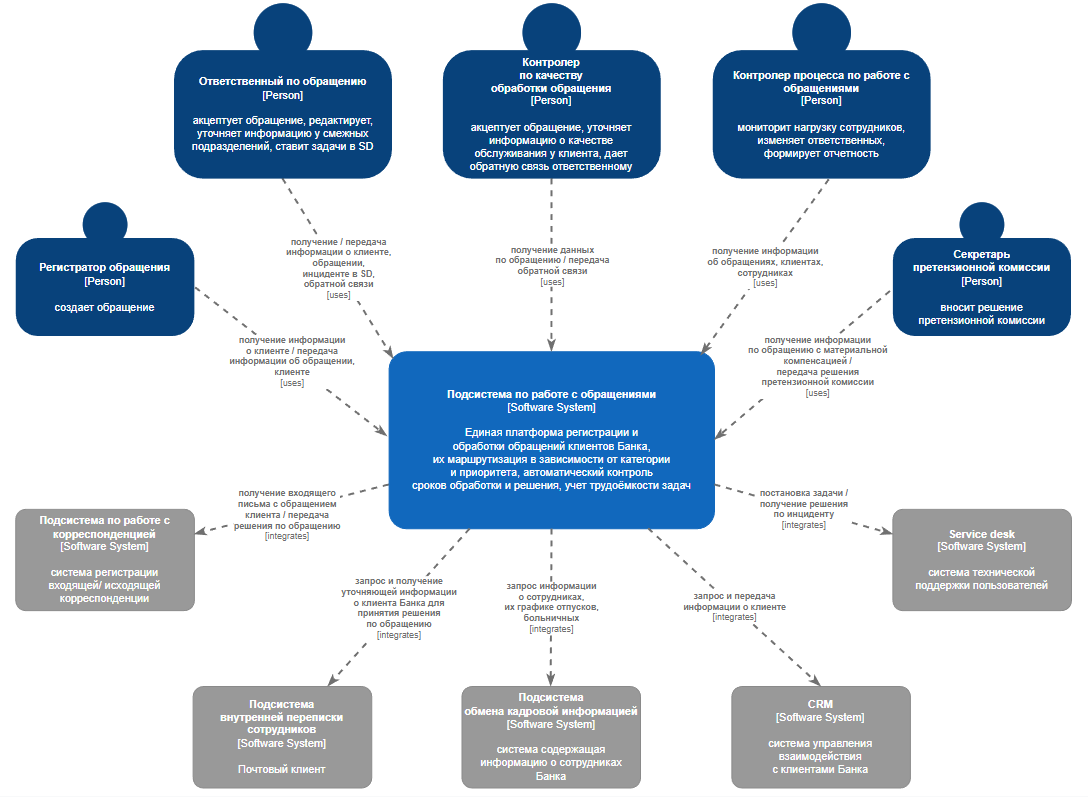 Ответственный по обращению
[Person]
акцептует обращение, редактирует,
уточняет информацию у смежных
подразделений, ставит задачи в SD
Контролер
по качеству
обработки обращения
[Person]
акцептует обращение, уточняет
информацию о качестве
обслуживания у клиента, дает
обратную связь ответственному
Контролер процесса по работе с
обращениями
[Person]
мониторит нагрузку сотрудников,
изменяет ответственных,
формирует отчетность
Регистратор обращения
[Person]
создает обращение
Секретарь
претензионной комиссии
[Person]
вносит решение
претензионной комиссии
получение / передача
информации о клиенте,
обращении,
инциденте в SD,
обратной связи
[uses]
получение данных
по обращению / передача
обратной связи
[uses]
получение информации
об обращениях, клиентах,
сотрудниках
[uses]
получение информации
о клиенте / передача
информации об обращении,
клиенте
[uses]
получение информации
по обращению с материальной
компенсацией /
передача решения
претензионной комиссии
[uses]
Подсистема по работе с обращениями
[Software System]
Единая платформа регистрации и
обработки обращений клиентов Банка,
их маршрутизация в зависимости от категории
и приоритета, автоматический контроль
сроков обработки и решения, учет трудоёмкости задач
получение входящего
письма с обращением
клиента / передача
решения по обращению
[integrates]
постановка задачи /
получение решения
по инциденту
[integrates]
Подсистема по работе с
корреспонденцией
[Software System]
система регистрации
входящей/ исходящей
корреспонденции
Service desk
[Software System]
система технической
поддержки пользователей
запрос и получение
уточняющей информации
о клиента Банка для
принятия решения
по обращению
[integrates]
запрос информации
о сотрудниках,
их графике отпусков,
больничных
[integrates]
запрос и передача
информации о клиенте
[integrates]
Подсистема
внутренней переписки
сотрудников
[Software System]
Почтовый клиент
Подсистема
обмена кадровой информацией
[Software System]
система содержащая
информацию о сотрудниках
Банка
CRM
[Software System]
система управления
взаимодействия
с клиентами Банка